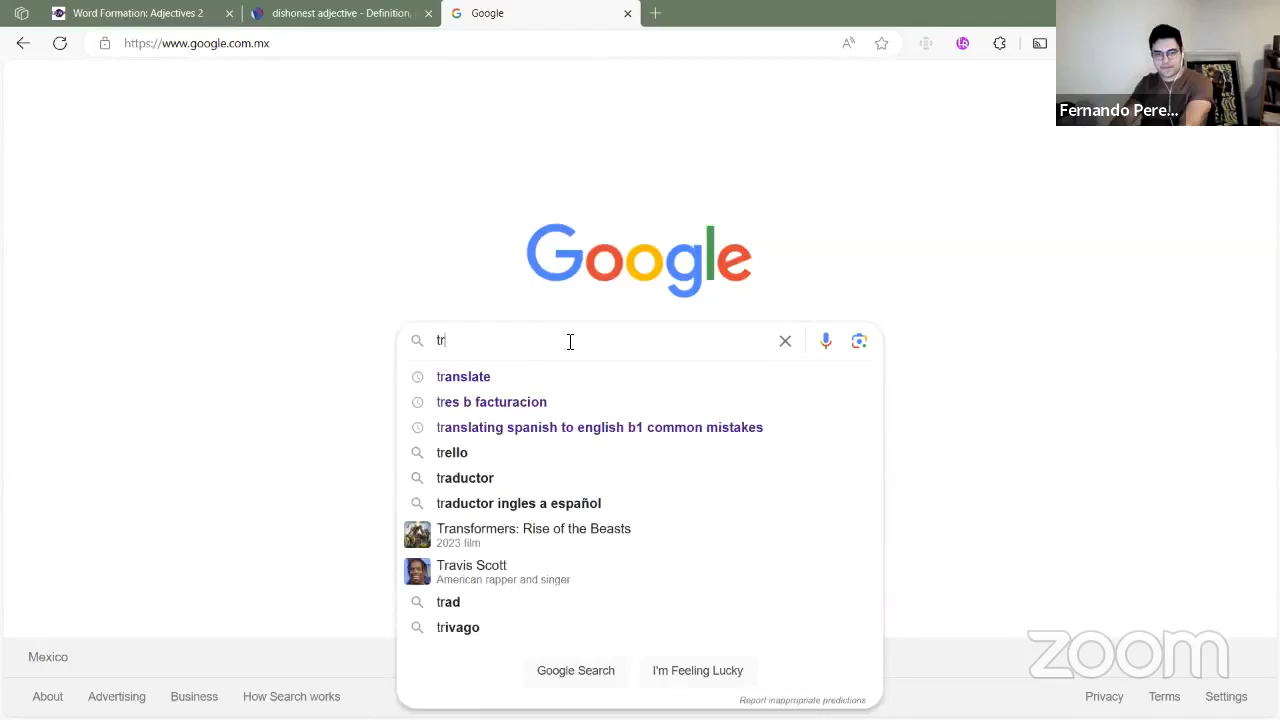 Word Formation: Adjectives 2
dishonest adjective - Definition,
Google
https://www.google.com.mx
Fernando Pere...
Google
tr
translate
tres b facturacion
translating spanish to english b1 common mistakes
trello
traductor
traductor ingles a español
Transformers: Rise of the Beasts
2023 film
Travis Scott
American rapper and singer
trad
trivago
Google Search
I'm Feeling Lucky
Report inappropriate predictions
Mexico
About
Advertising
Business
How Search works
Privacy
Terms
Settings
zoom